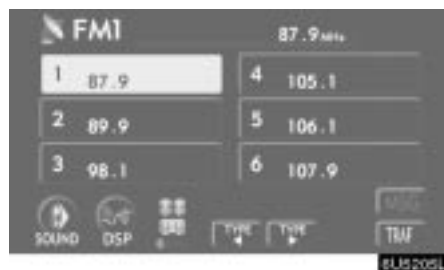 FM1 87.9 MHz
1 87.9 4 105.1
2 89.9 5 106.1
3 98.1 6 107.9
MSG
SOUND DSP TYPE TYPE TRAF